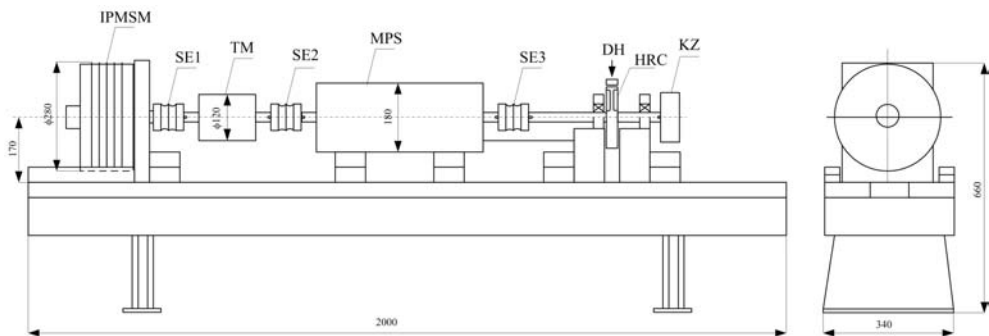 IPMSM
SE1
TM
SE2
MPS
SE3
DH
HRC
KZ
ϕ280
170
ϕ120
180
2000
660
340